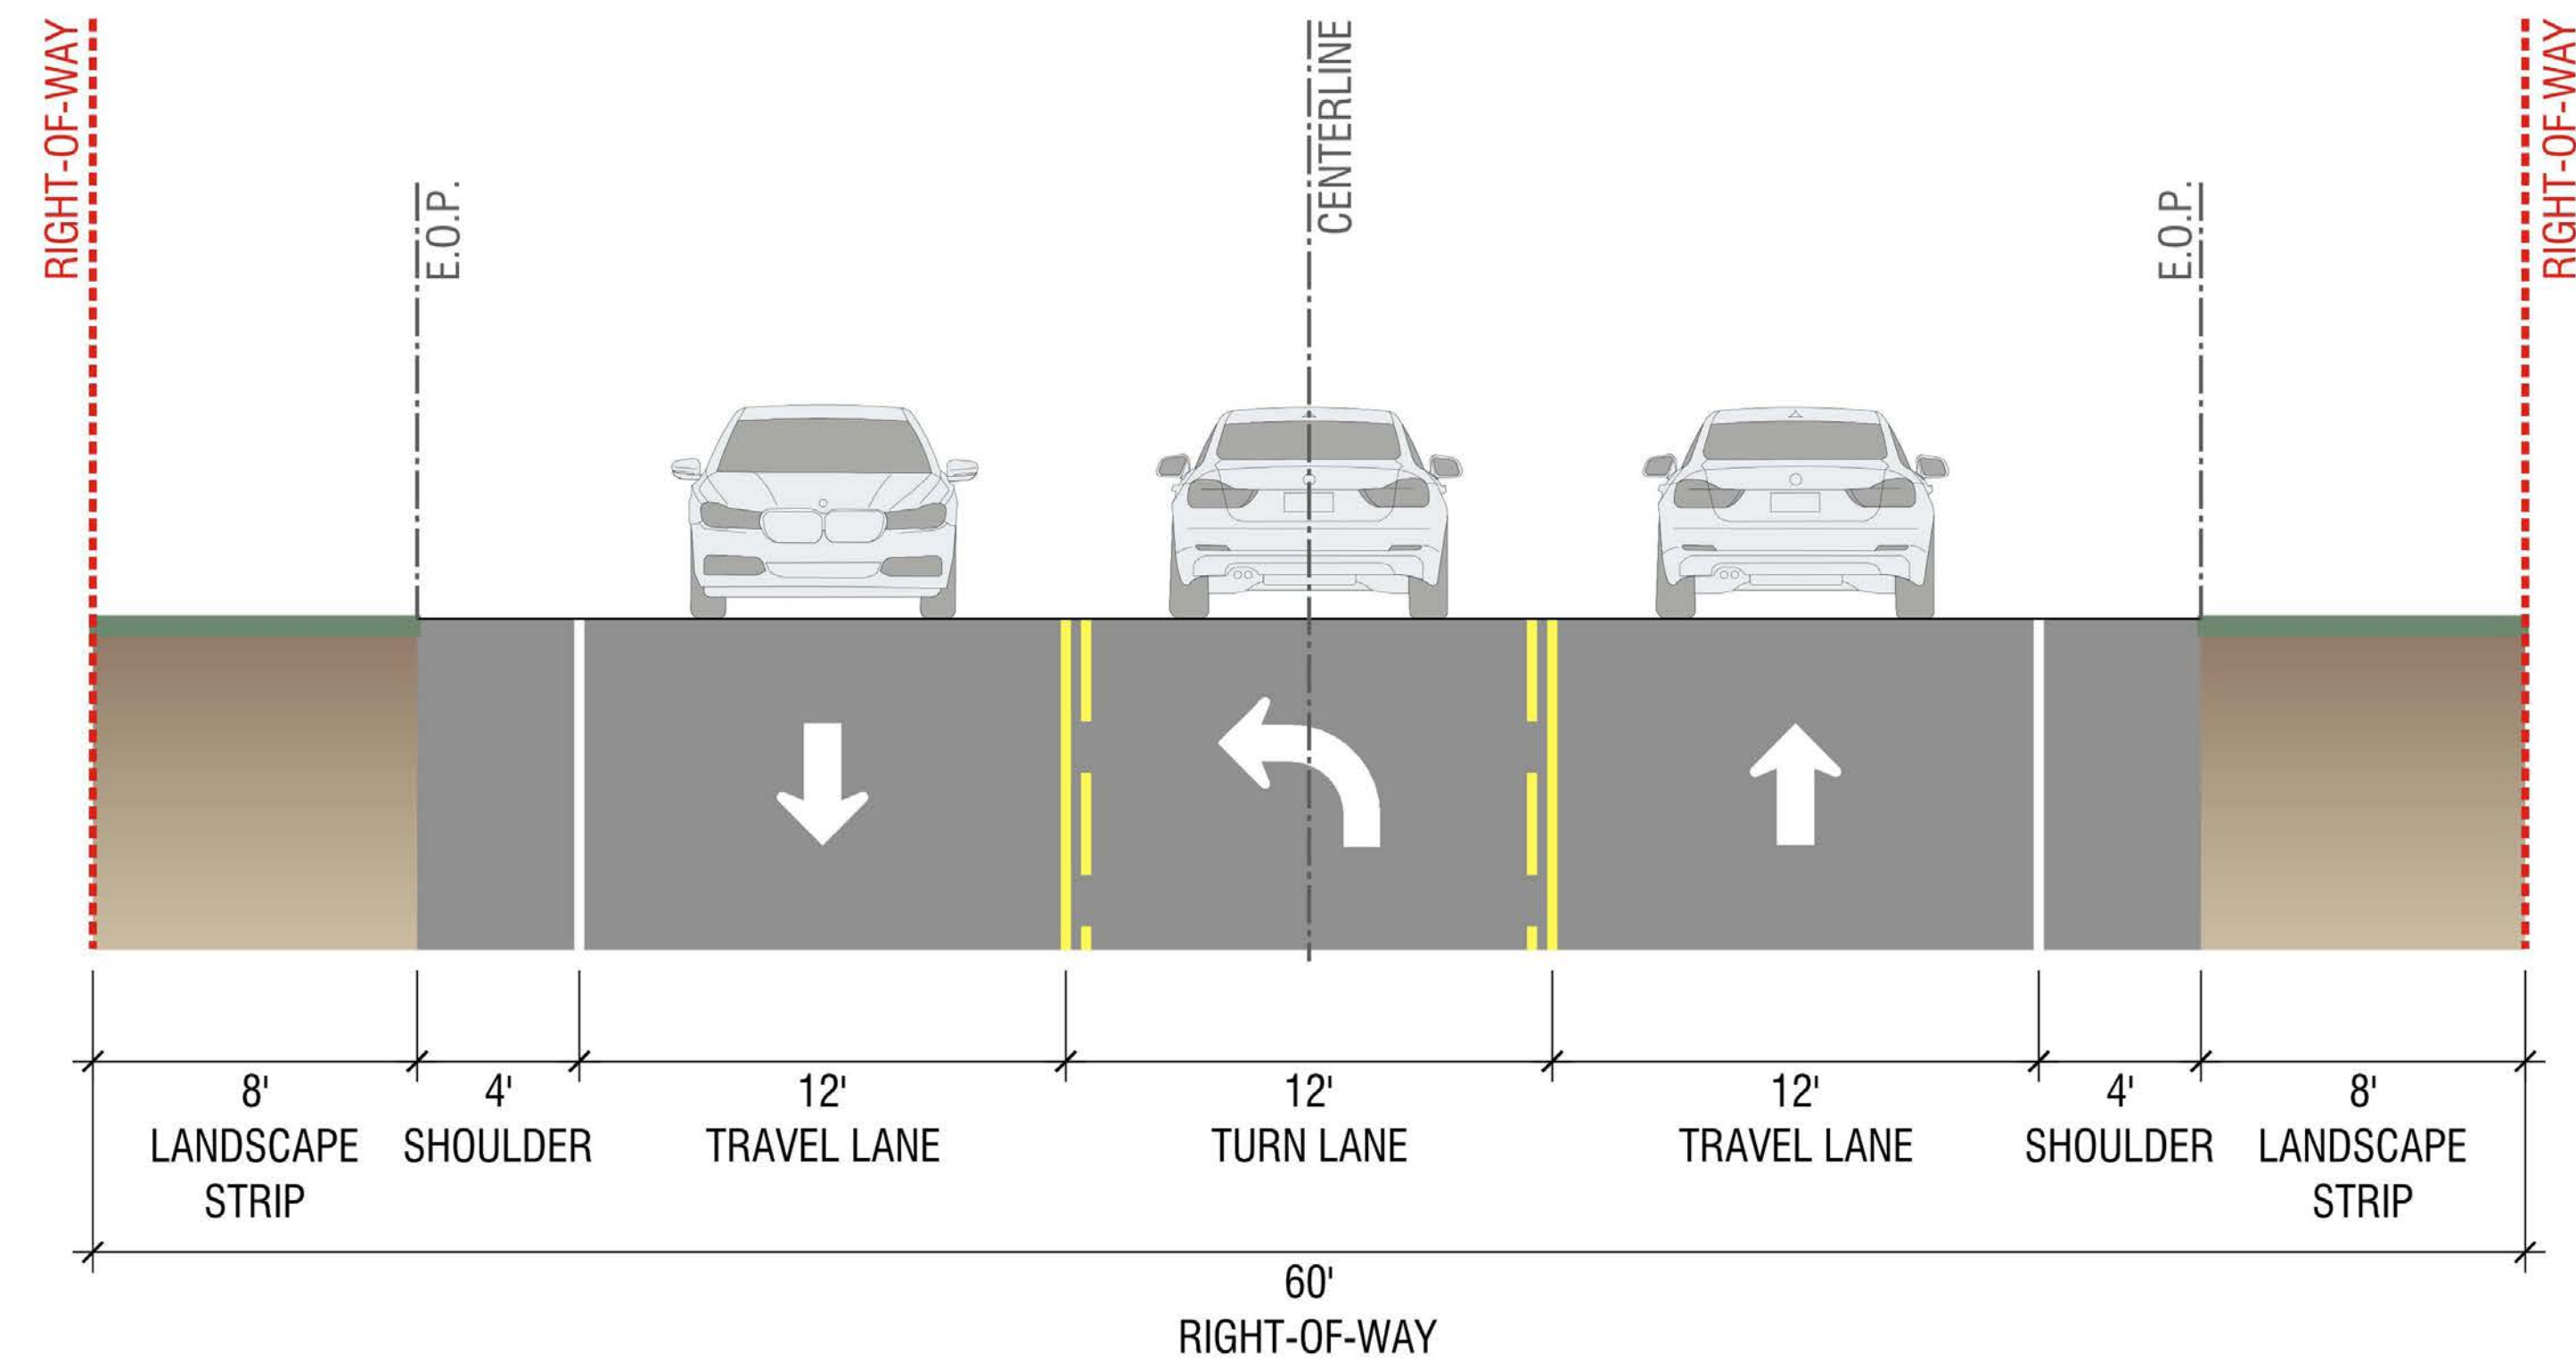 RIGHT-OF-WAY
E.O.P.
CENTERLINE
E.O.P.
RIGHT-OF-WAY
8'
LANDSCAPE
STRIP
4'
SHOULDER
12'
TRAVEL LANE
12'
TURN LANE
12'
TRAVEL LANE
4'
SHOULDER
8'
LANDSCAPE
STRIP
60'
RIGHT-OF-WAY